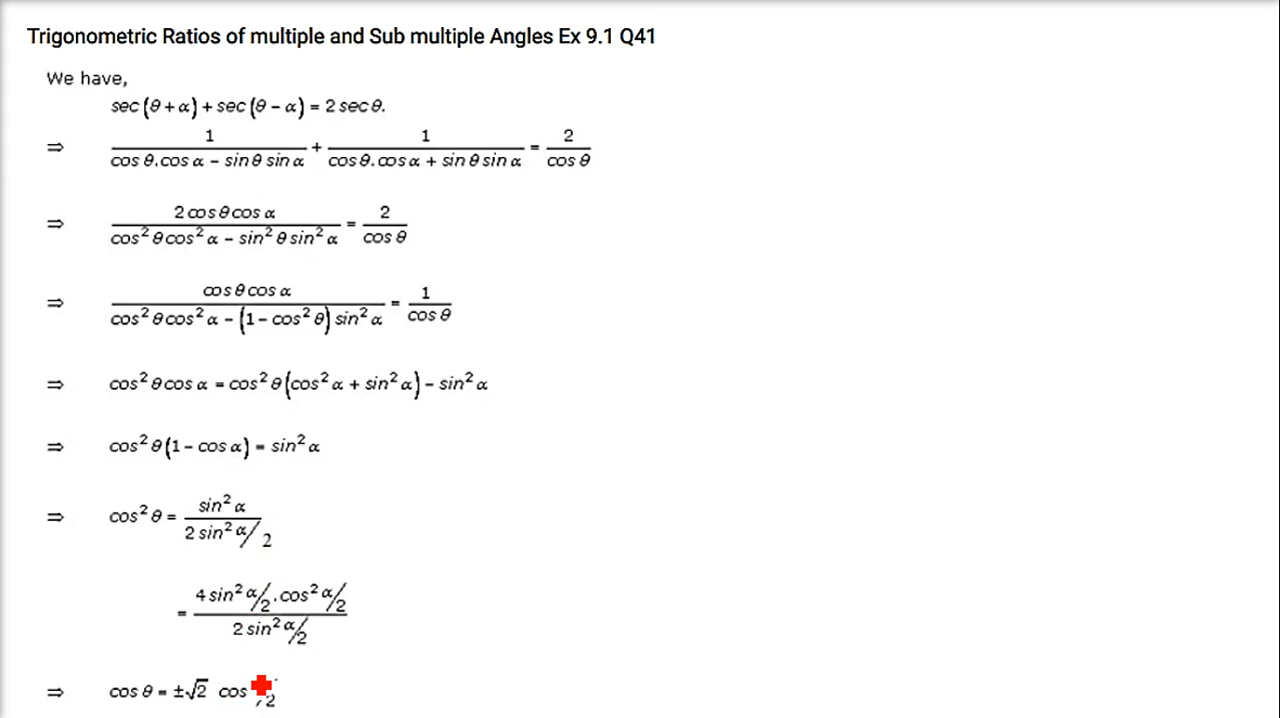 Trigonometric Ratios of multiple and Sub multiple Angles Ex 9.1 Q41
We have,
sec(θ + α) + sec(θ − α) = 2 sec θ.
⇒ 1/(cos θ.cos α − sin θ sin α) + 1/(cos θ.cos α + sin θ sin α) = 2/cos θ
⇒ 2 cos θ cos α/(cos² θ cos² α − sin² θ sin² α) = 2/cos θ
⇒ cos θ cos α/(cos² θ cos² α − (1 − cos² θ) sin² α) = 1/cos θ
⇒ cos² θ cos α = cos² θ(cos² α + sin² α) − sin² α
⇒ cos² θ(1 − cos α) = sin² α
⇒ cos² θ = sin² α/(2 sin² α/2)
= (4 sin² α/2 . cos² α/2)/(2 sin² α/2)
⇒ cos θ = ±√2 cos /2